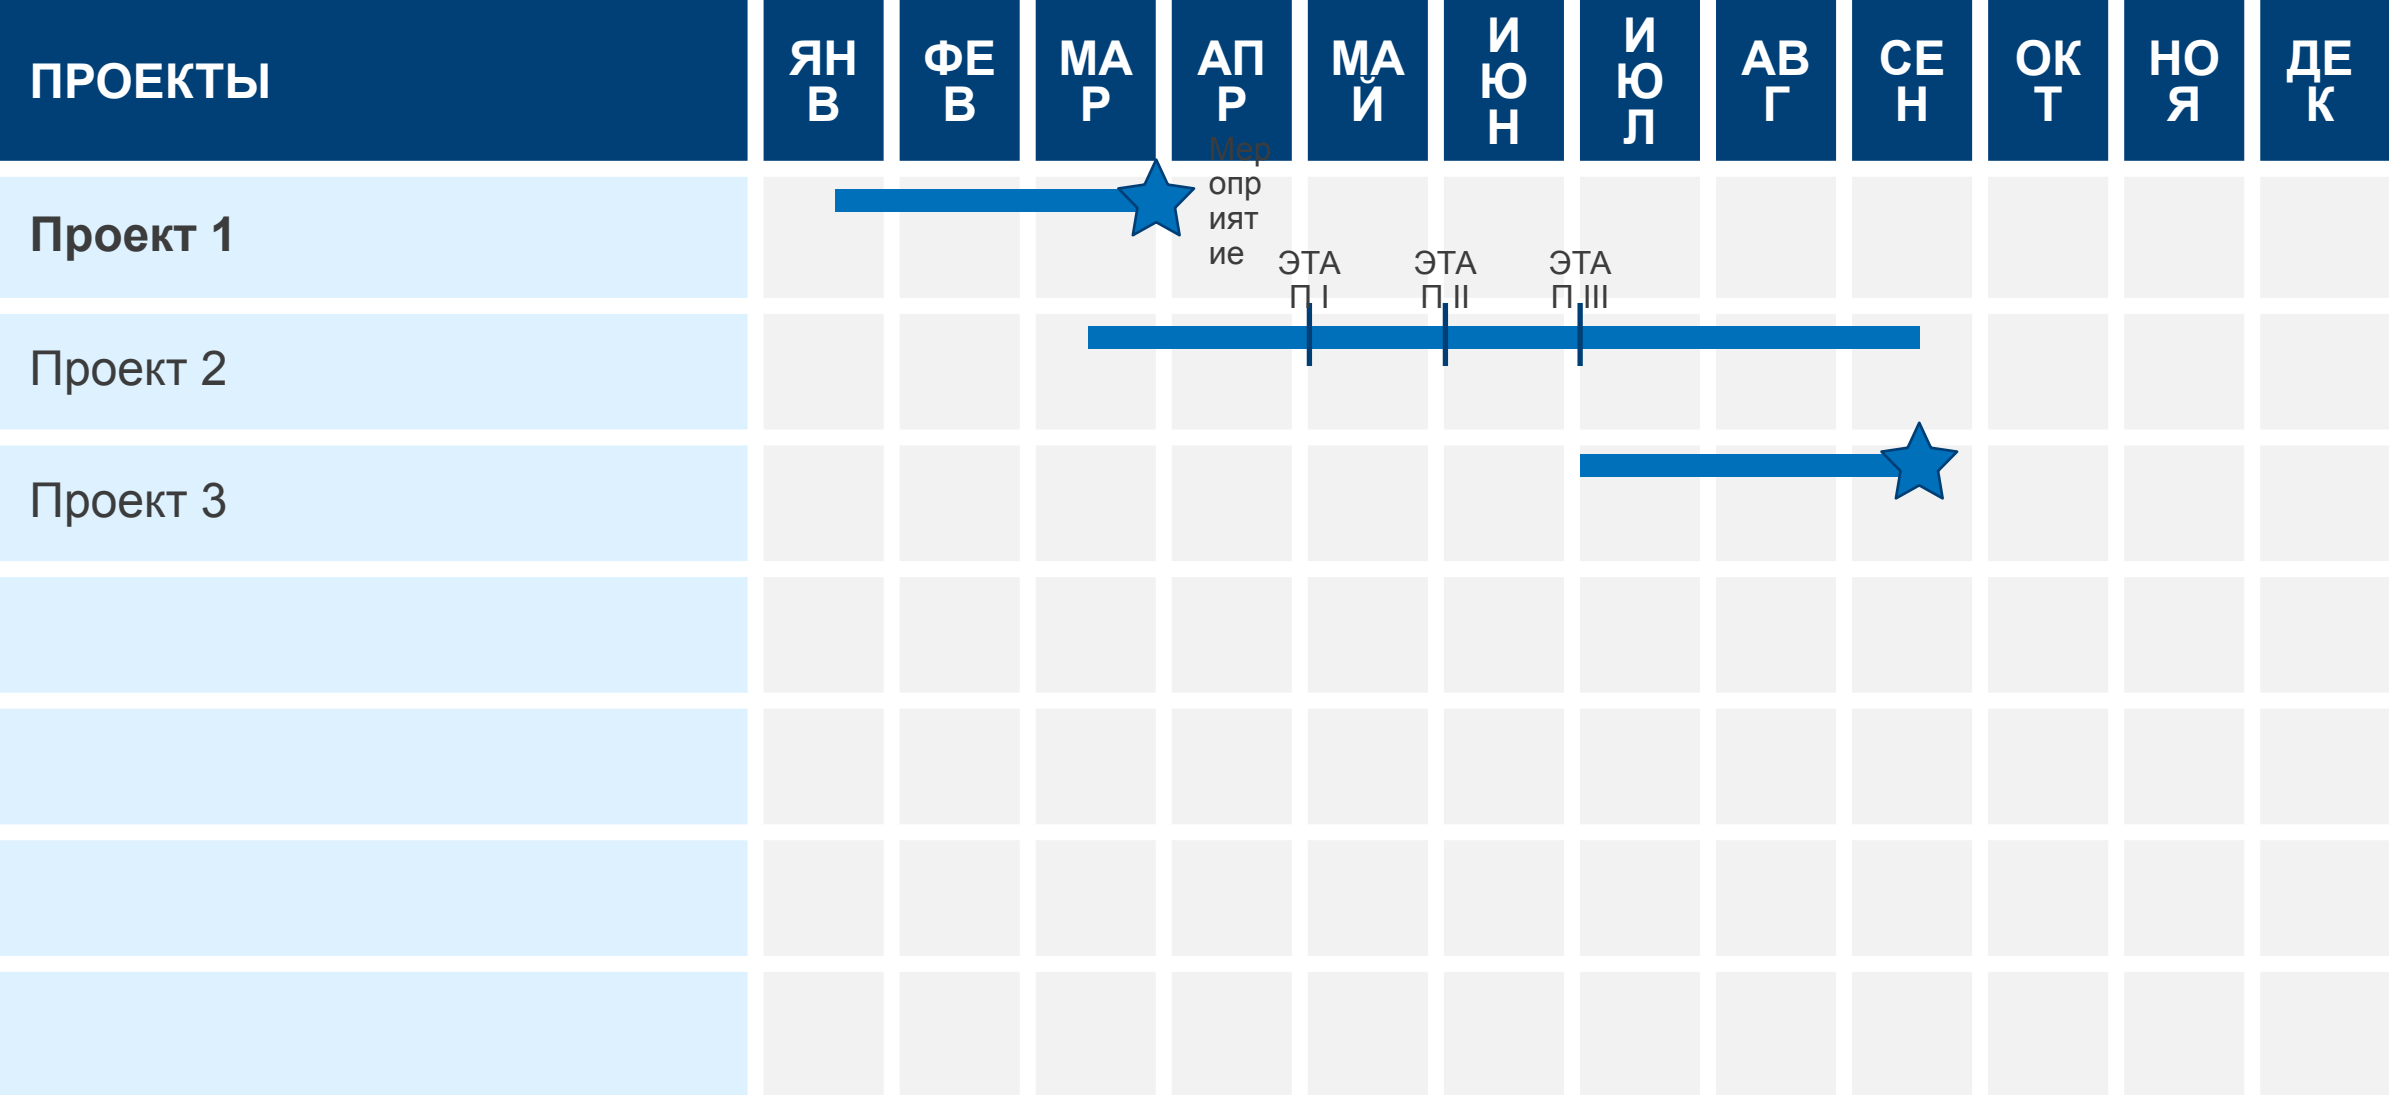 ПРОЕКТЫ
ЯН
В
ФЕ
В
МА
Р
АП
Р
МА
Й
И
Ю
Н
И
Ю
Л
АВ
Г
СЕ
Н
ОК
Т
НО
Я
ДЕ
К
Мер
опр
ият
ие
Проект 1
ЭТА
П I
ЭТА
П II
ЭТА
П III
Проект 2
Проект 3